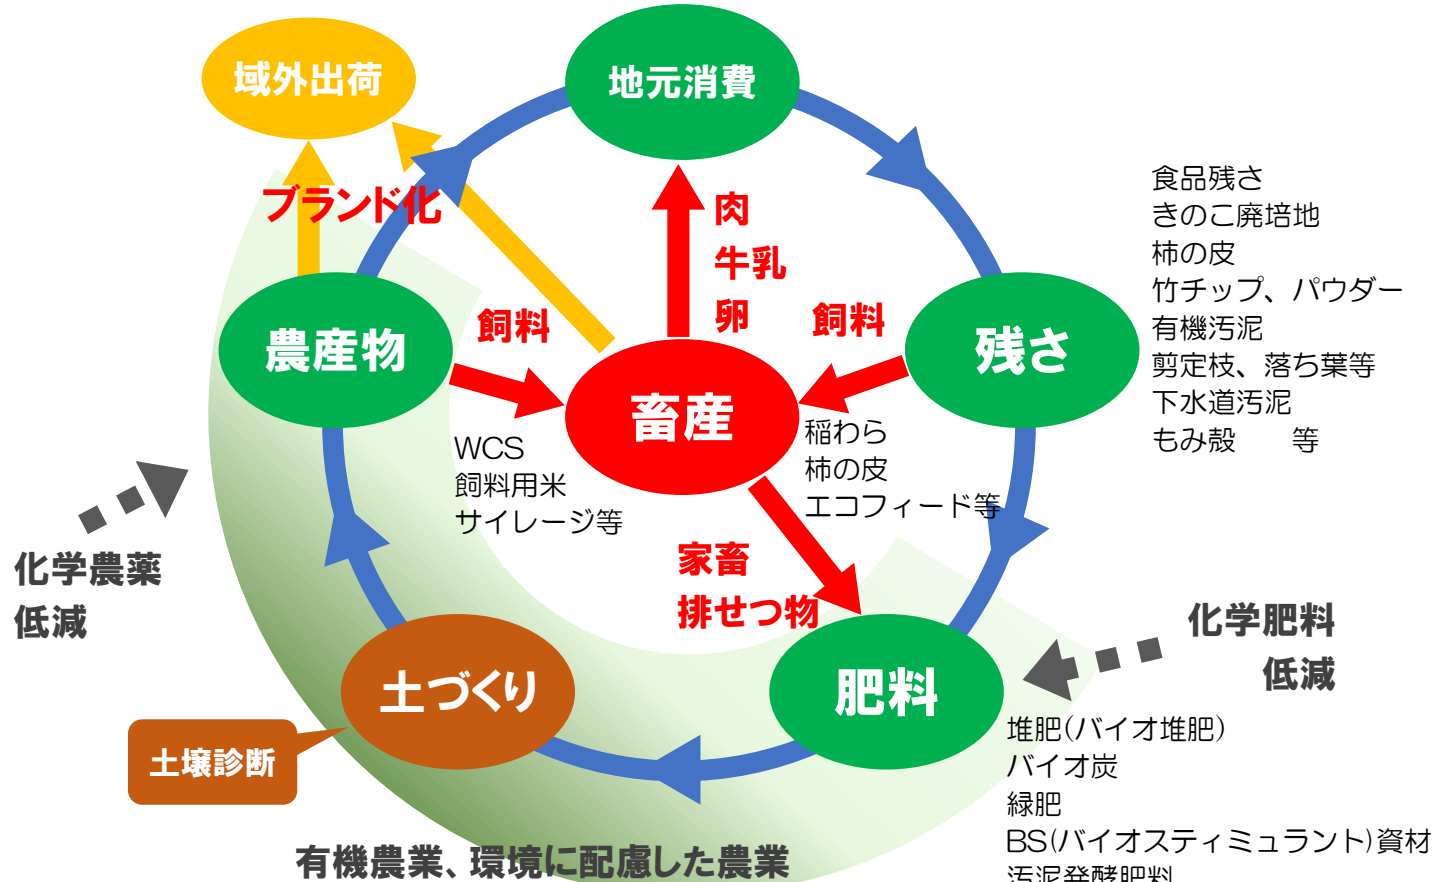 域外出荷
地元消費
ブランド化
肉
牛乳
卵
食品残さ
きのこ廃培地
柿の皮
竹チップ、パウダー
有機汚泥
剪定枝、落ち葉等
下水道汚泥
もみ殻　　等
農産物
飼料
飼料
残さ
畜産
WCS
飼料用米
サイレージ等
稲わら
柿の皮
エコフィード等
化学農薬
低減
家畜
排せつ物
化学肥料
低減
土づくり
肥料
土壌診断
堆肥(バイオ堆肥)
バイオ炭
緑肥
BS(バイオスティミュラント)資材
汚泥発酵肥料
有機農業、環境に配慮した農業